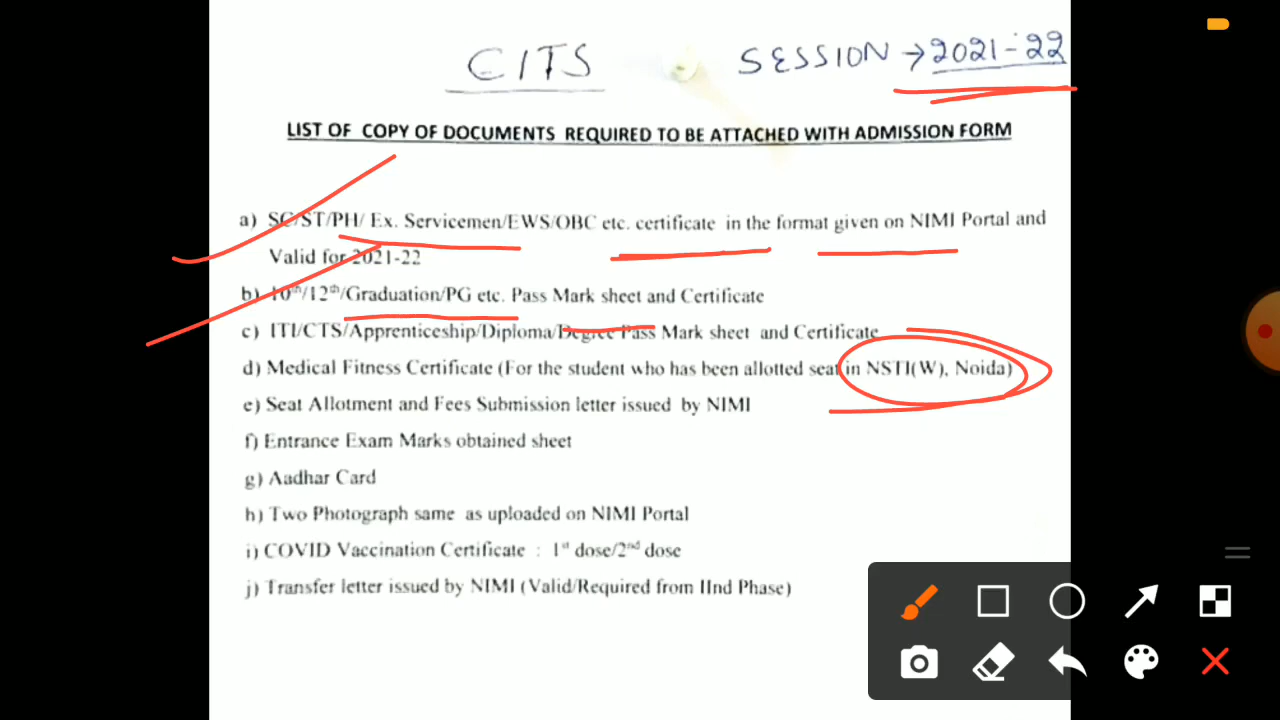 CITS SESSION → 2021-22
LIST OF COPY OF DOCUMENTS REQUIRED TO BE ATTACHED WITH ADMISSION FORM
a) SC/ST/PH/ Ex. Servicemen/EWS/OBC etc. certificate in the format given on NIMI Portal and
Valid for 2021-22
b) 10th/12th/Graduation/PG etc. Pass Mark sheet and Certificate
c) ITI/CTS/Apprenticeship/Diploma/Degree Pass Mark sheet and Certificate
d) Medical Fitness Certificate (For the student who has been allotted seat in NSTI(W), Noida)
e) Seat Allotment and Fees Submission letter issued by NIMI
f) Entrance Exam Marks obtained sheet
g) Aadhar Card
h) Two Photograph same as uploaded on NIMI Portal
i) COVID Vaccination Certificate : 1st dose/2nd dose
j) Transfer letter issued by NIMI (Valid/Required from IInd Phase)